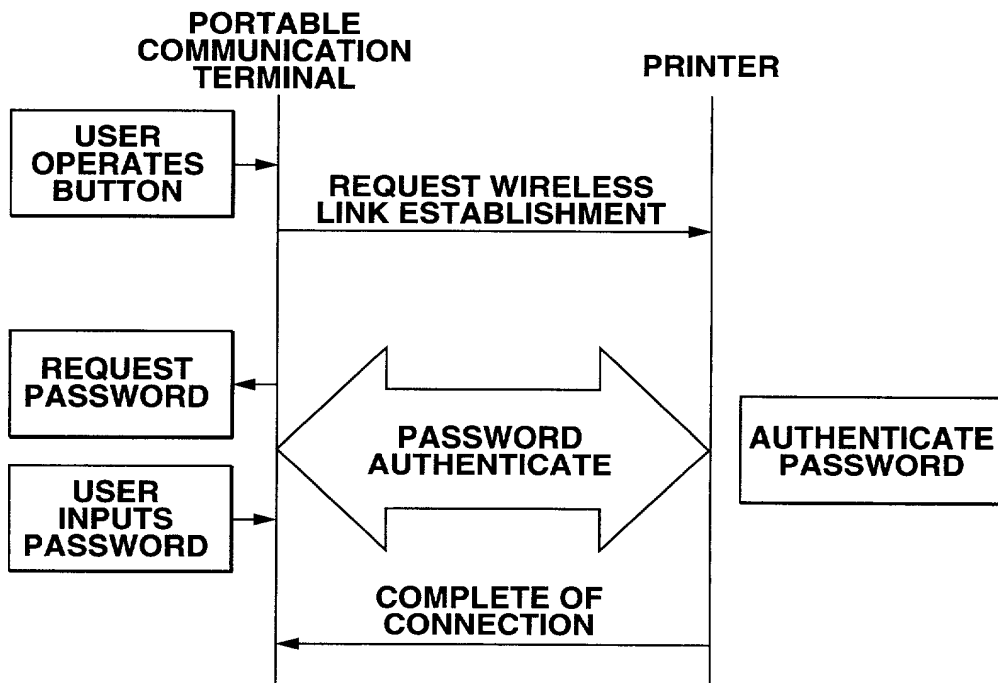 PORTABLE
COMMUNICATION
TERMINAL
PRINTER
USER
OPERATES
BUTTON
REQUEST WIRELESS
LINK ESTABLISHMENT
REQUEST
PASSWORD
PASSWORD
AUTHENTICATE
AUTHENTICATE
PASSWORD
USER
INPUTS
PASSWORD
COMPLETE OF
CONNECTION